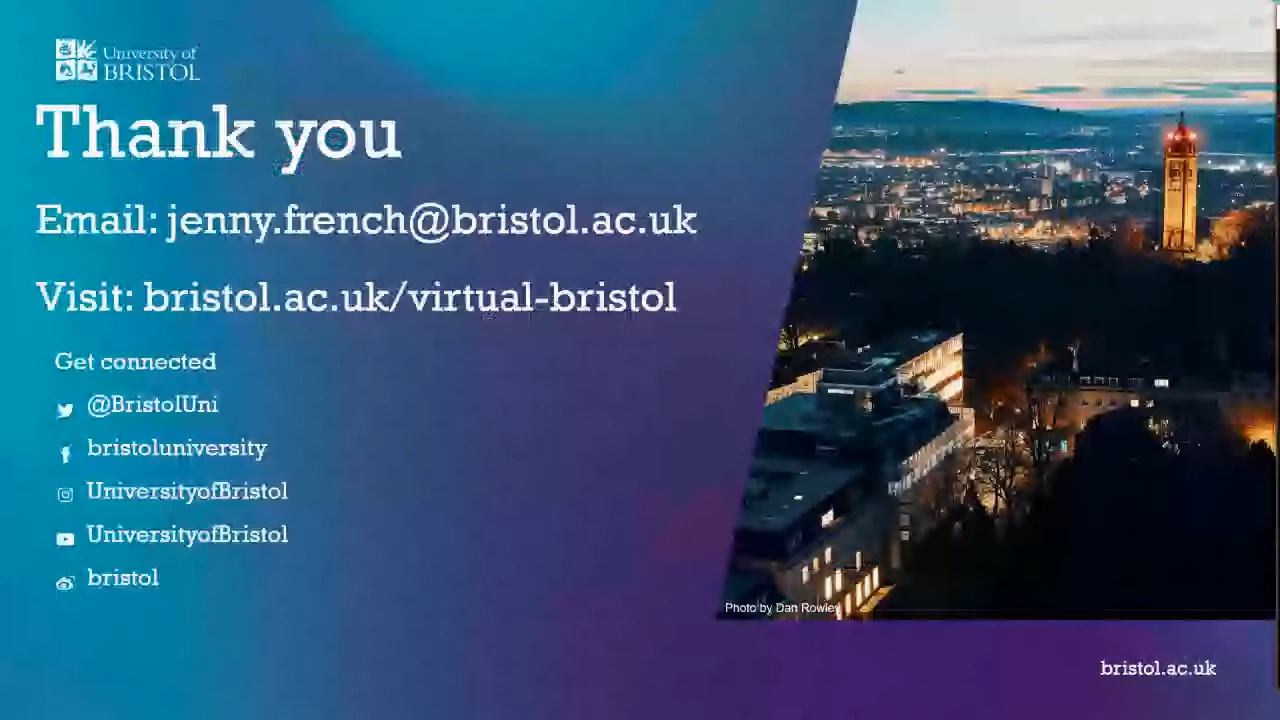 University of
BRISTOL
Thank you
Email: jenny.french@bristol.ac.uk
Visit: bristol.ac.uk/virtual-bristol
Get connected
@BristolUni
bristoluniversity
UniversityofBristol
UniversityofBristol
bristol
Photo by Dan Rowley
bristol.ac.uk